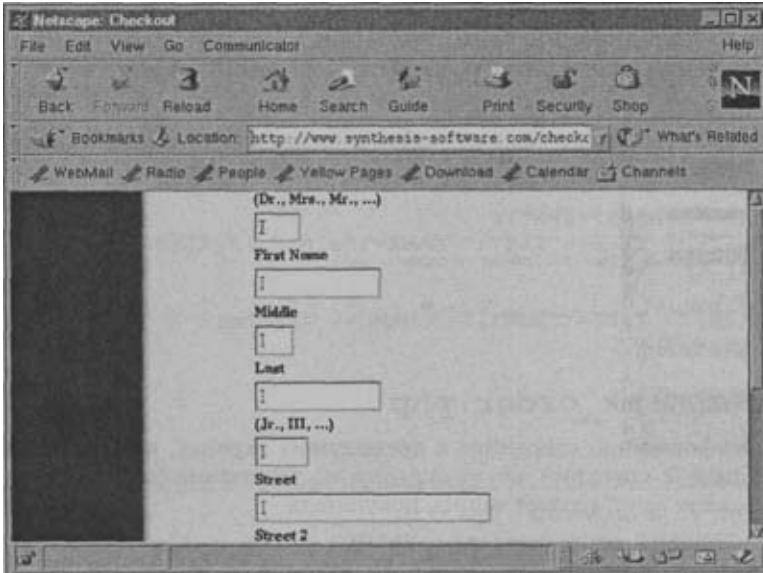 Netscape: Checkout
File Edit View Go Communicator Help
Back Forward Reload Home Search Guide Print Security Shop
N
Bookmarks Location: http://www.synthesis-software.com/checkc What's Related
WebMail Radio People Yellow Pages Download Calendar Channels
(Dr., Mrs., Mr., ...)
First Name
Middle
Last
(Jr., III, ...)
Street
Street 2